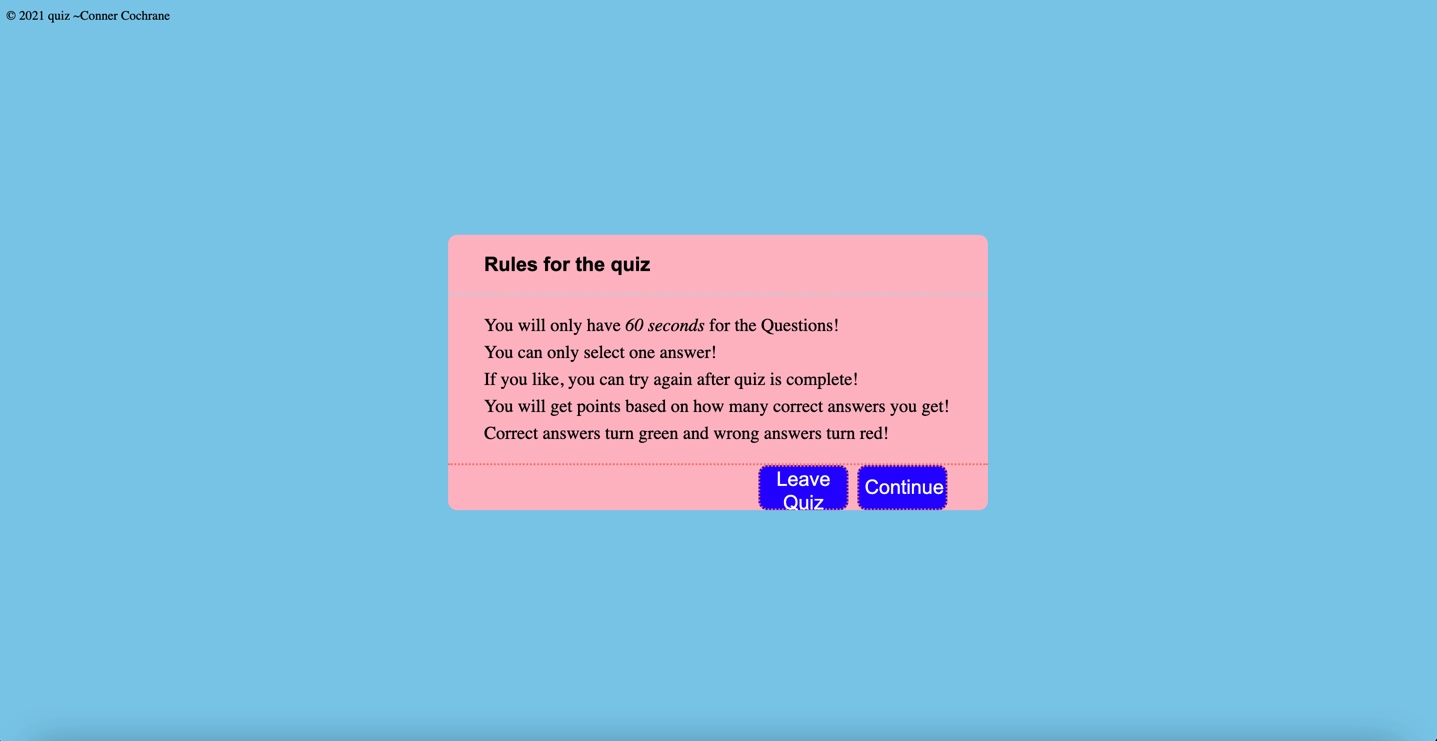 © 2021 quiz ~Conner Cochrane
Rules for the quiz
You will only have 60 seconds for the Questions!
You can only select one answer!
If you like, you can try again after quiz is complete!
You will get points based on how many correct answers you get!
Correct answers turn green and wrong answers turn red!
Leave
Quiz
Continue